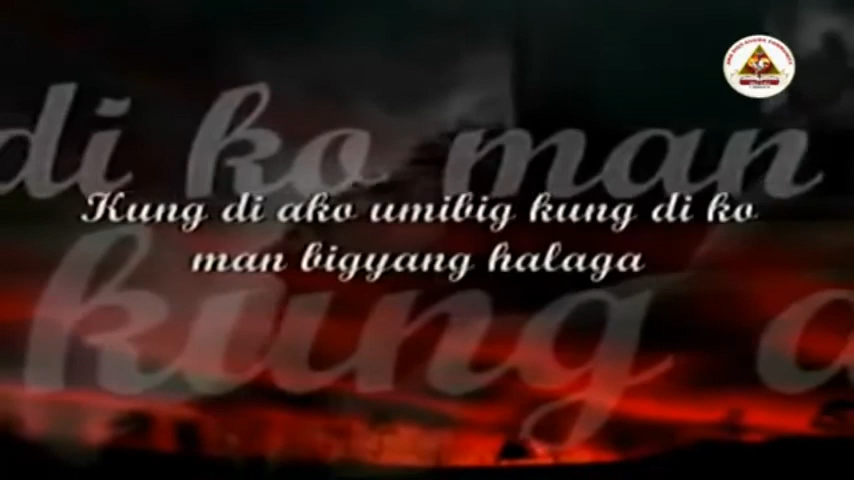 di ko man
Kung di ako umibig kung di ko
man bigyang halaga
kung a